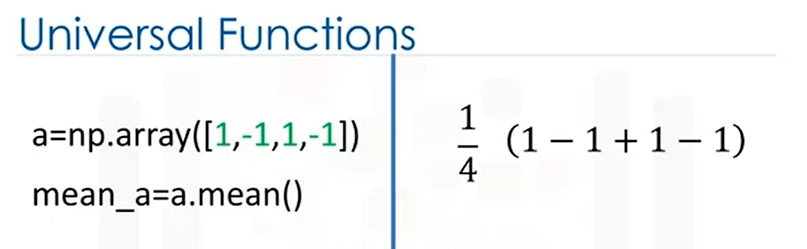 Universal Functions
a=np.array([1,-1,1,-1])
mean_a=a.mean()
1/4 (1 − 1 + 1 − 1)